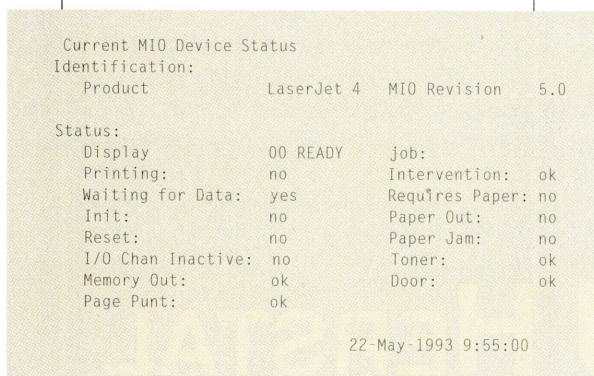 Current MIO Device Status
Identification:
Product LaserJet 4 MIO Revision 5.0
Status:
Display 00 READY job:
Printing: no Intervention: ok
Waiting for Data: yes Requires Paper: no
Init: no Paper Out: no
Reset: no Paper Jam: no
I/O Chan Inactive: no Toner: ok
Memory Out: ok Door: ok
Page Punt: ok
22-May-1993 9:55:00